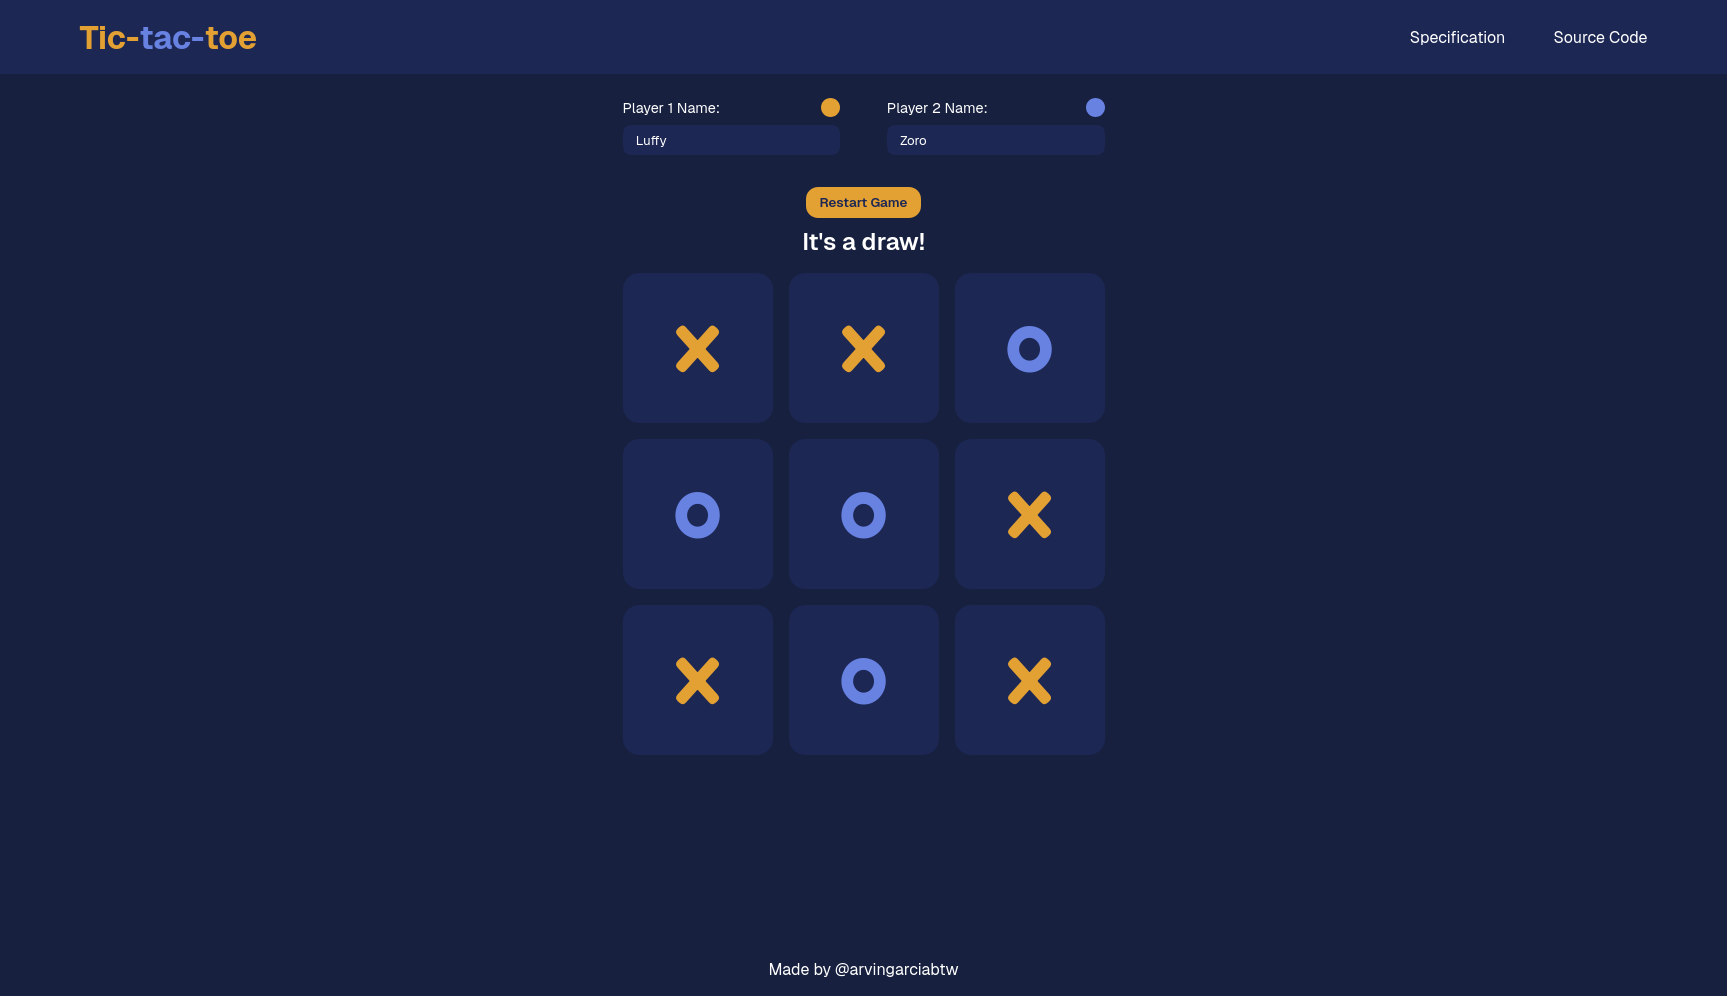 Tic-tac-toe
Specification
Source Code
Player 1 Name:
Player 2 Name:
Luffy
Zoro
Restart Game
It's a draw!
X X O
O O X
X O X
Made by @arvingarciabtw